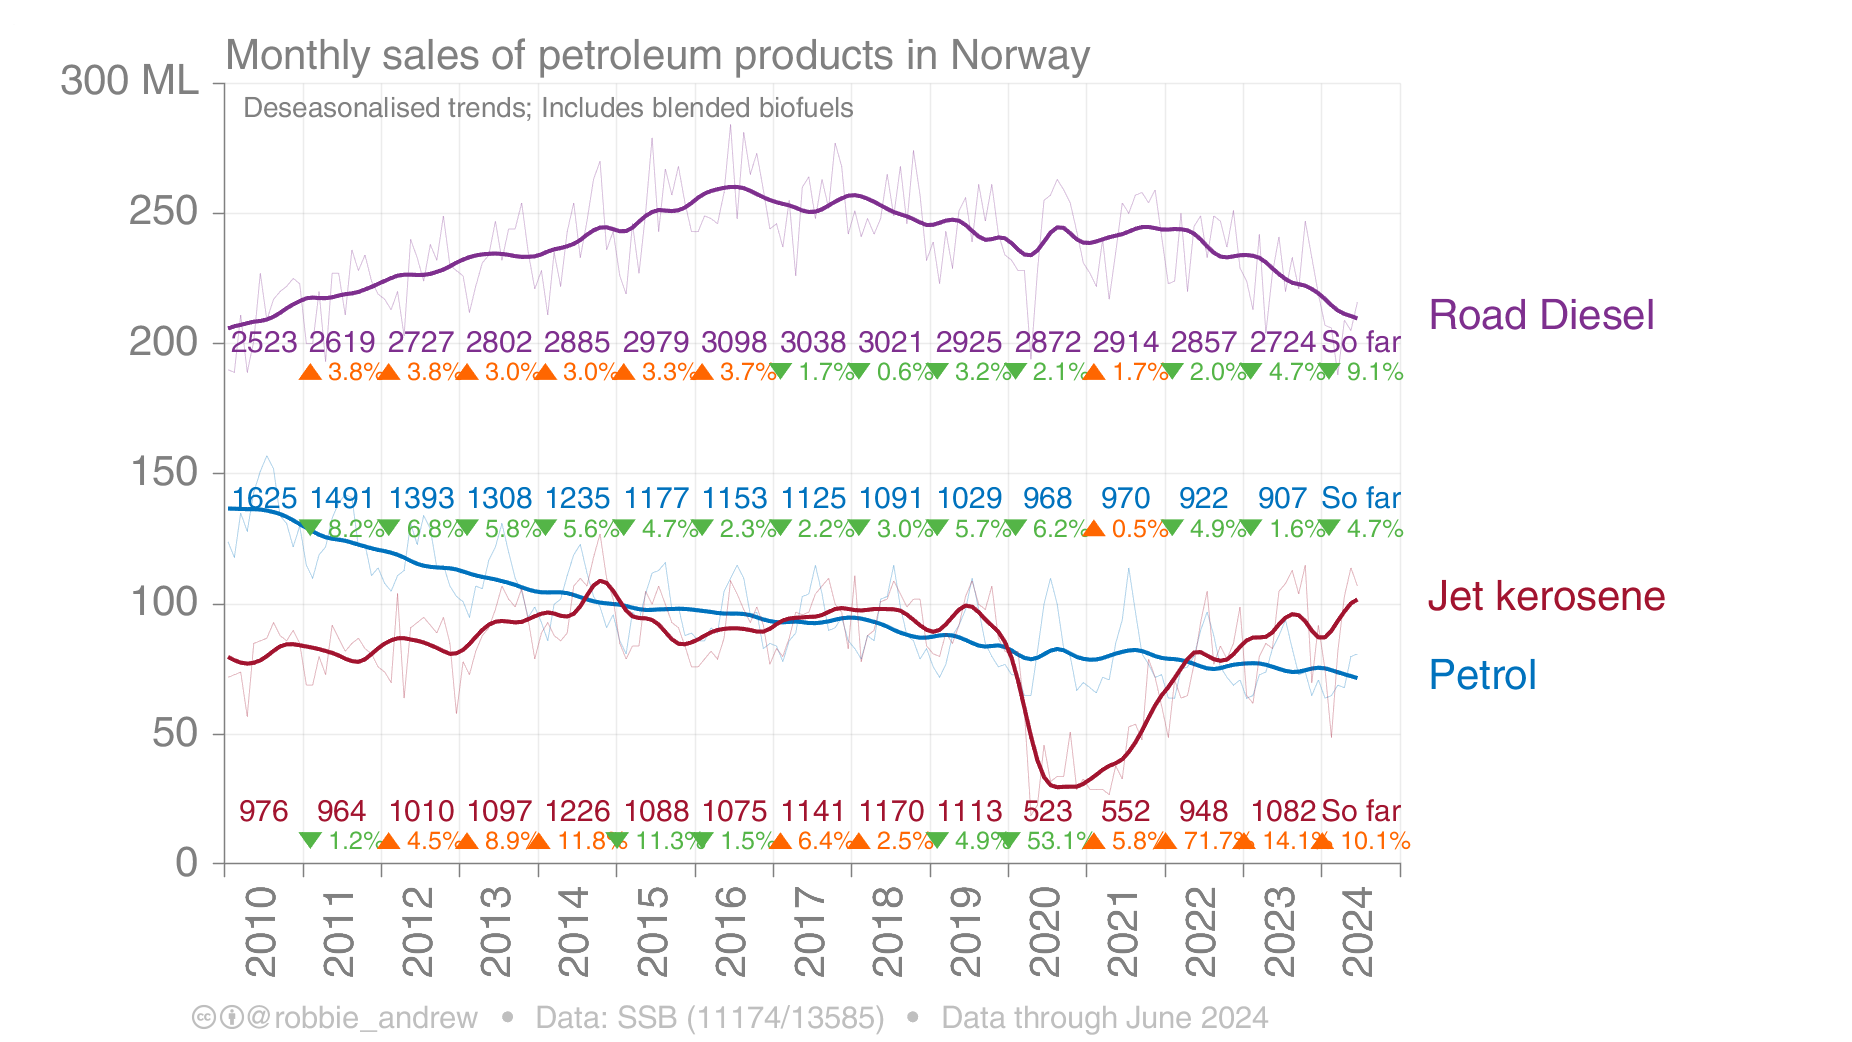 Monthly sales of petroleum products in Norway
300 ML
Deseasonalised trends; Includes blended biofuels
250
Road Diesel
200
2523 2619 2727 2802 2885 2979 3098 3038 3021 2925 2872 2914 2857 2724 So far
3.8% 3.8% 3.0% 3.0% 3.3% 3.7% 1.7% 0.6% 3.2% 2.1% 1.7% 2.0% 4.7% 9.1%
150
1625 1491 1393 1308 1235 1177 1153 1125 1091 1029 968 970 922 907 So far
8.2% 6.8% 5.8% 5.6% 4.7% 2.3% 2.2% 3.0% 5.7% 6.2% 0.5% 4.9% 1.6% 4.7%
100
Jet kerosene
Petrol
50
976 964 1010 1097 1226 1088 1075 1141 1170 1113 523 552 948 1082 So far
1.2% 4.5% 8.9% 11.8% 11.3% 1.5% 6.4% 2.5% 4.9% 53.1% 5.8% 71.7% 14.1% 10.1%
0
2010 2011 2012 2013 2014 2015 2016 2017 2018 2019 2020 2021 2022 2023 2024
@robbie_andrew • Data: SSB (11174/13585) • Data through June 2024